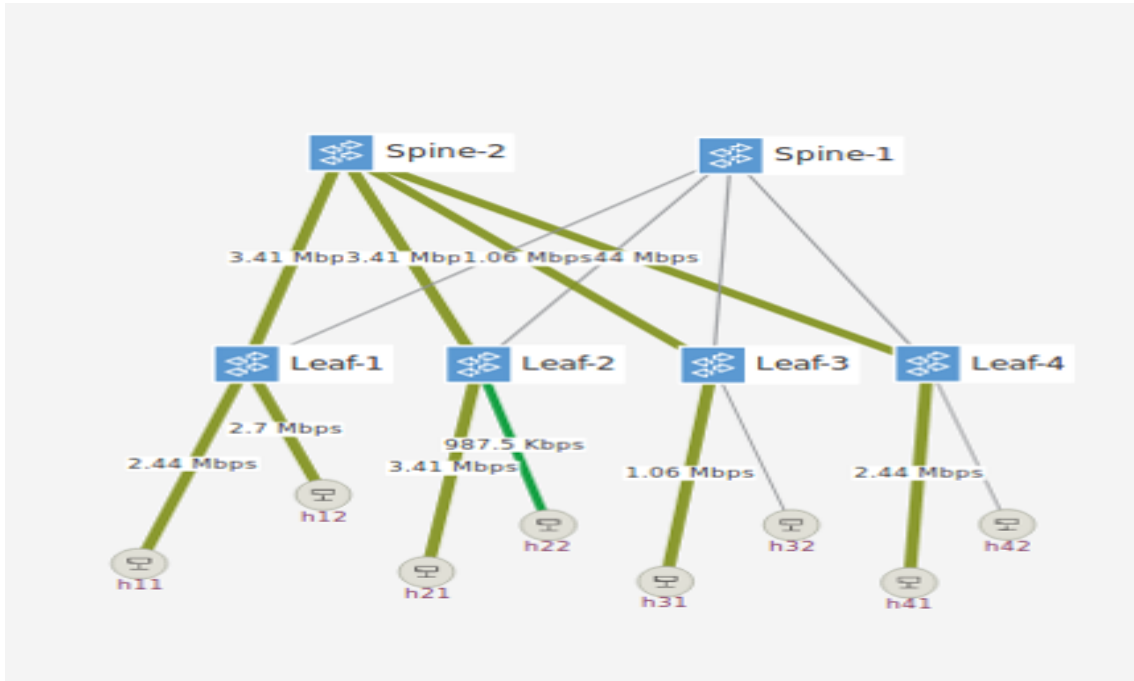 Spine-2
Spine-1
3.41 Mbp3.41 Mbp1.06 Mbps44 Mbps
Leaf-1
Leaf-2
Leaf-3
Leaf-4
2.7 Mbps
987.5 Kbps
2.44 Mbps
3.41 Mbps
1.06 Mbps
2.44 Mbps
h12
h22
h32
h42
h11
h21
h31
h41